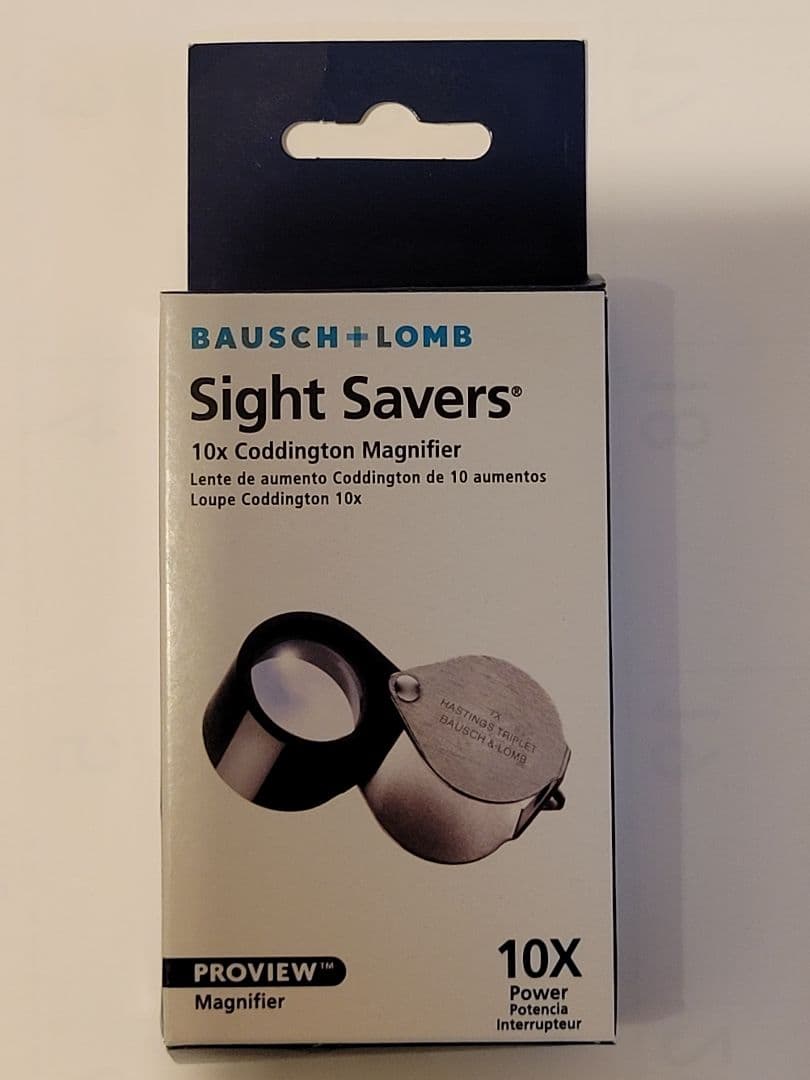 BAUSCH + LOMB
Sight Savers®
10x Coddington Magnifier
Lente de aumento Coddington de 10 aumentos
Loupe Coddington 10x
7X
HASTINGS TRIPLET
BAUSCH & LOMB
PROVIEW™
Magnifier
10X
Power
Potencia
Interrupteur